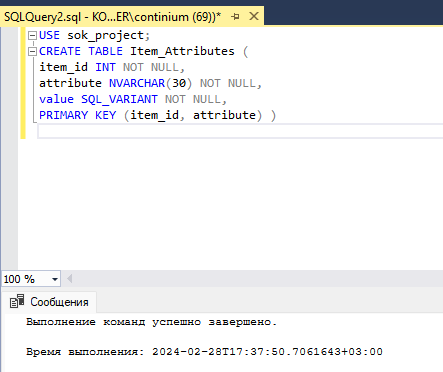 SQLQuery2.sql - KO...ER\continium (69))*
USE sok_project;
CREATE TABLE Item_Attributes (
item_id INT NOT NULL,
attribute NVARCHAR(30) NOT NULL,
value SQL_VARIANT NOT NULL,
PRIMARY KEY (item_id, attribute) )
100 %
Сообщения
Выполнение команд успешно завершено.
Время выполнения: 2024-02-28T17:37:50.7061643+03:00